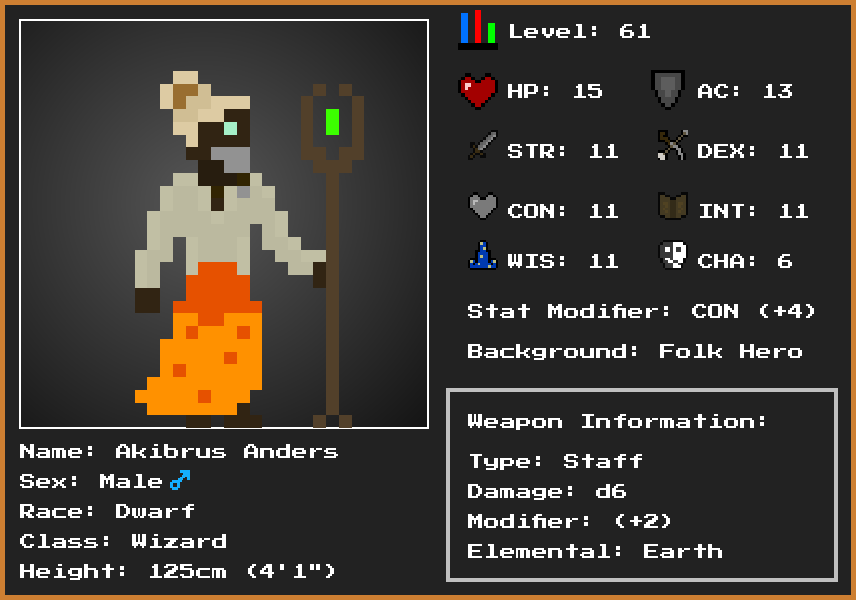 Level: 61
HP: 15
AC: 13
STR: 11
DEX: 11
CON: 11
INT: 11
WIS: 11
CHA: 6
Stat Modifier: CON (+4)
Background: Folk Hero
Weapon Information:
Type: Staff
Damage: d6
Modifier: (+2)
Elemental: Earth
Name: Akibrus Anders
Sex: Male♂
Race: Dwarf
Class: Wizard
Height: 125cm (4'1")